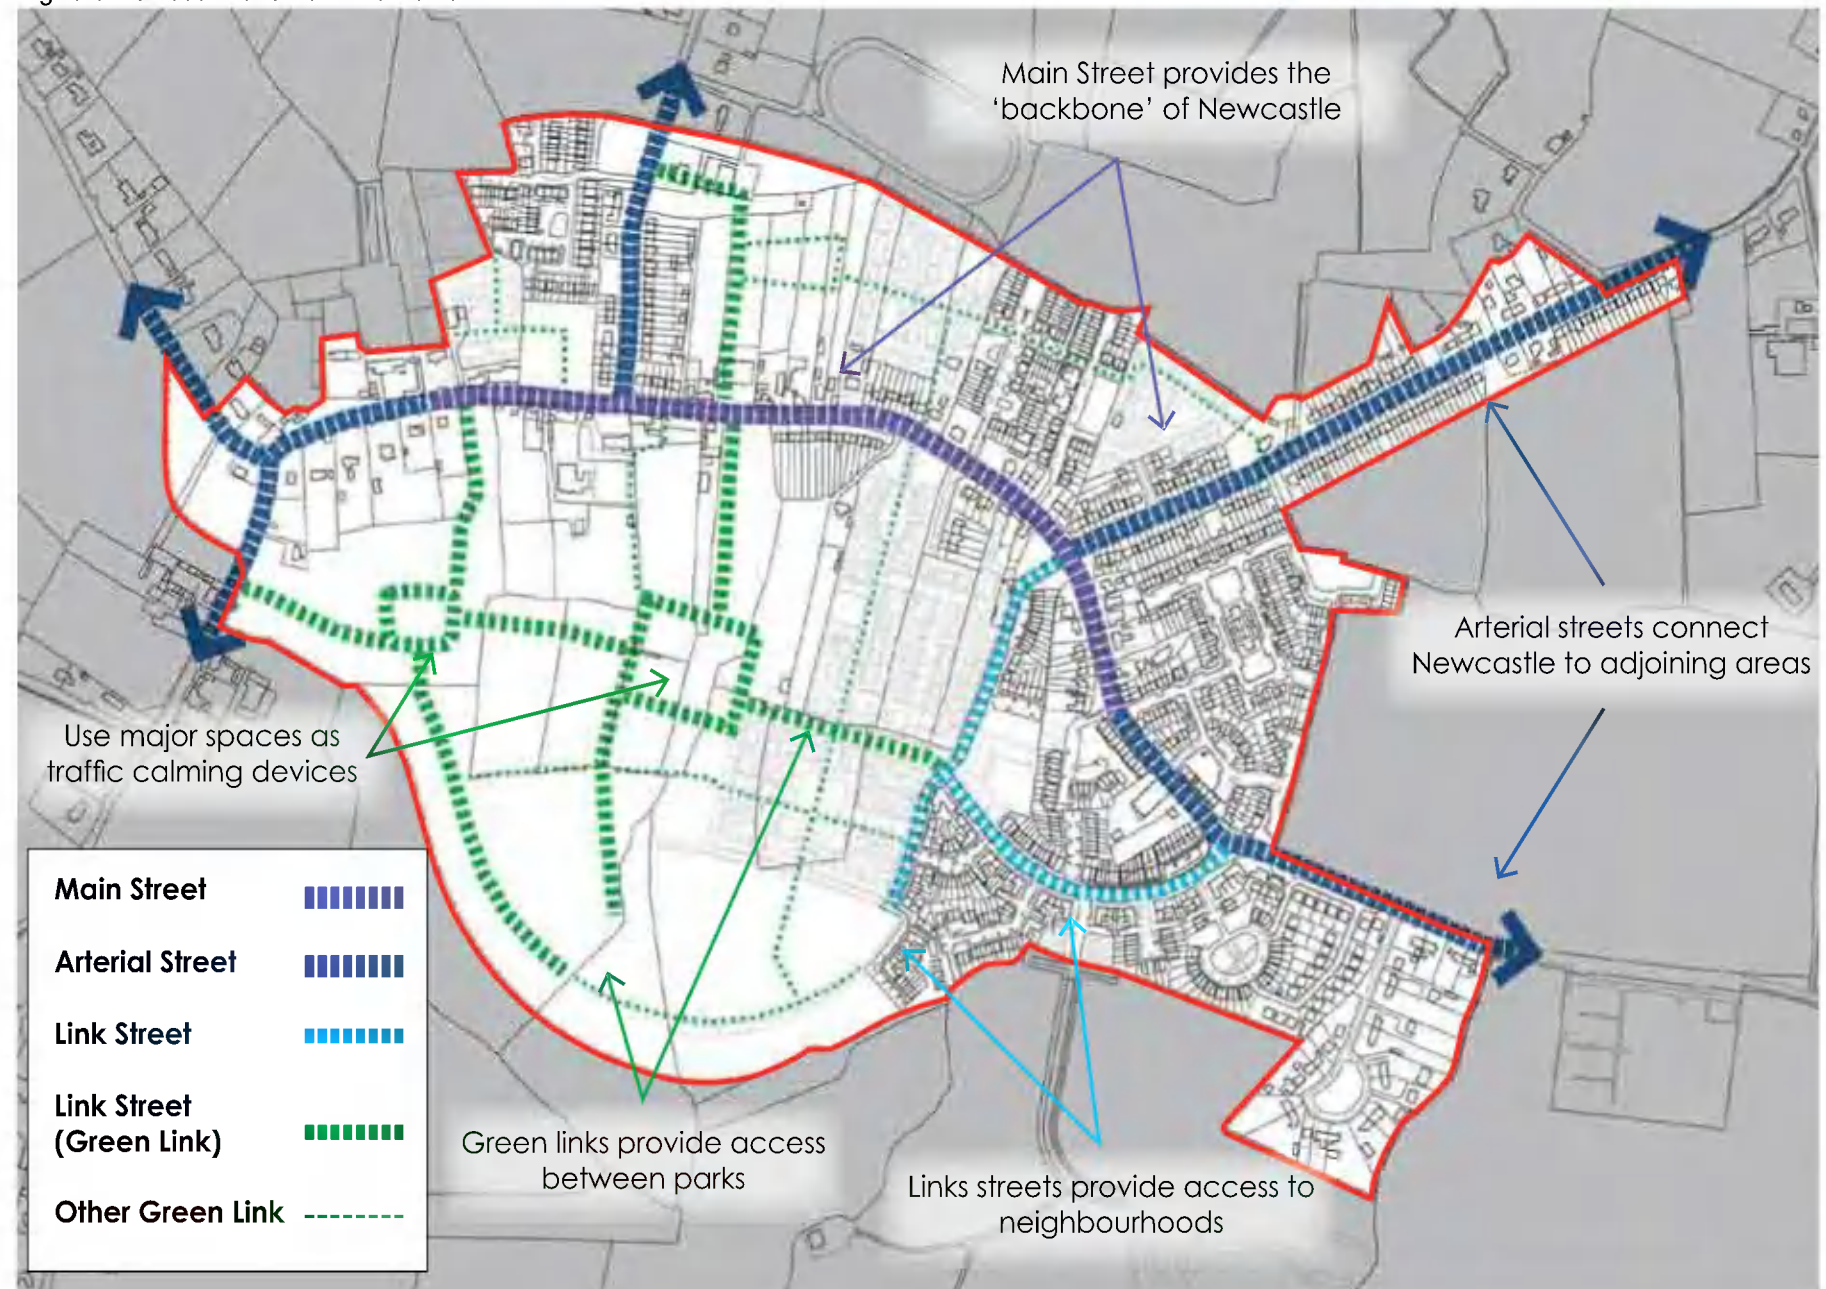 Main Street provides the
‘backbone’ of Newcastle
Arterial streets connect
Newcastle to adjoining areas
Use major spaces as
traffic calming devices
Main Street
Arterial Street
Link Street
Link Street
(Green Link)
Other Green Link
Green links provide access
between parks
Links streets provide access to
neighbourhoods